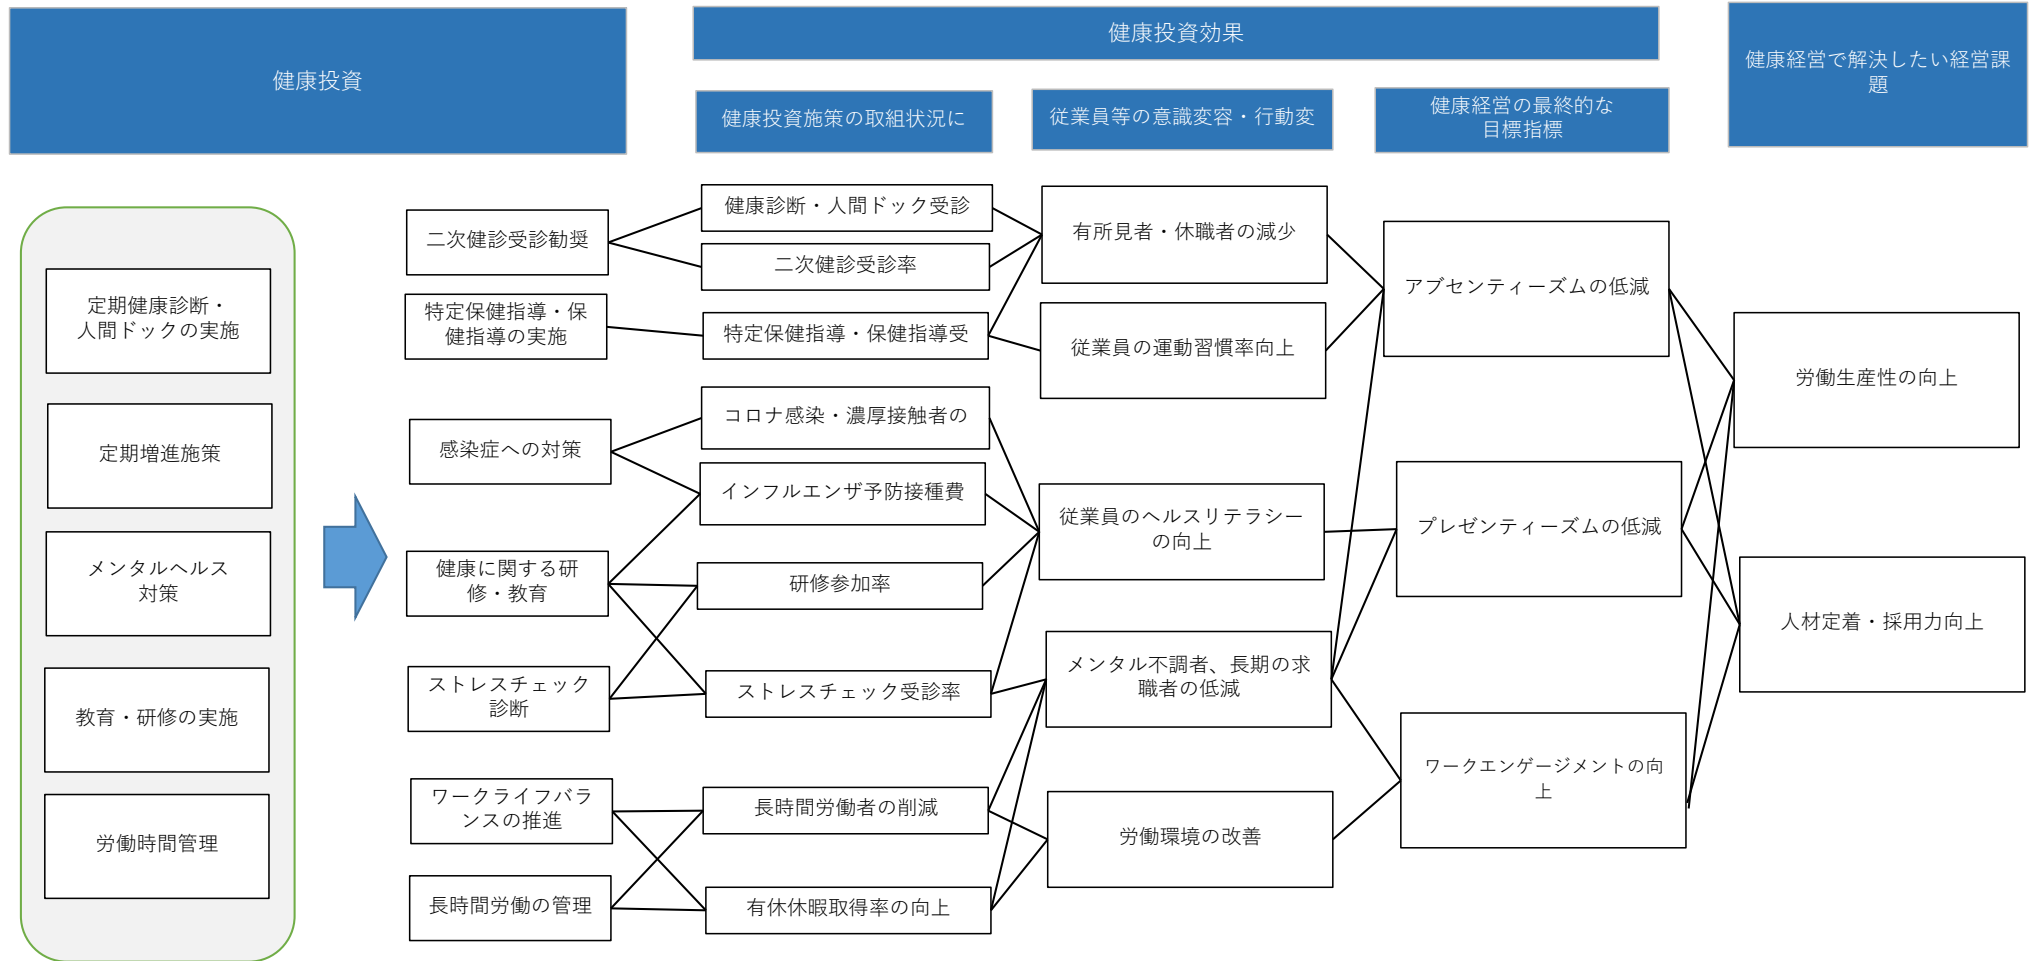 健康投資
健康投資効果
健康経営で解決したい経営課
題
健康投資施策の取組状況に
従業員等の意識変容・行動変
健康経営の最終的な
目標指標
定期健康診断・
人間ドックの実施
定期増進施策
メンタルヘルス
対策
教育・研修の実施
労働時間管理
二次健診受診勧奨
特定保健指導・保
健指導の実施
感染症への対策
健康に関する研
修・教育
ストレスチェック
診断
ワークライフバラ
ンスの推進
長時間労働の管理
健康診断・人間ドック受診
二次健診受診率
特定保健指導・保健指導受
コロナ感染・濃厚接触者の
インフルエンザ予防接種費
研修参加率
ストレスチェック受診率
長時間労働者の削減
有休休暇取得率の向上
有所見者・休職者の減少
従業員の運動習慣率向上
従業員のヘルスリテラシー
の向上
メンタル不調者、長期の求
職者の低減
労働環境の改善
アブセンティーズムの低減
プレゼンティーズムの低減
ワークエンゲージメントの向
上
労働生産性の向上
人材定着・採用力向上